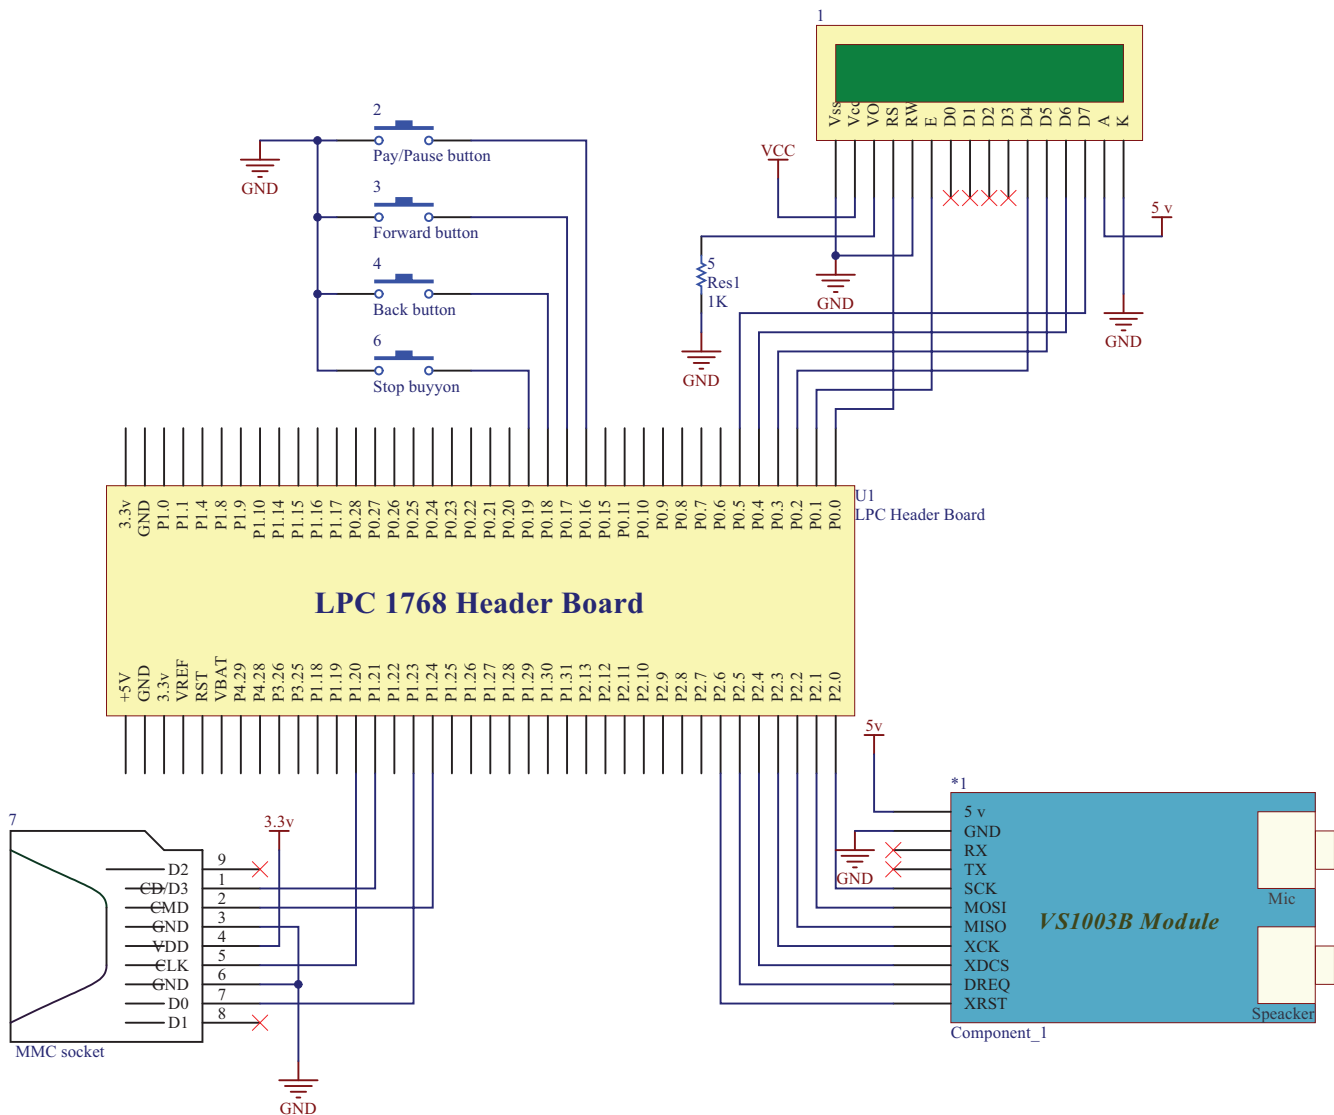 1
Vss
Vcc
VO
RS
RW
E
D0
D1
D2
D3
D4
D5
D6
D7
A
K
2
Pay/Pause button
GND
3
Forward button
4
Back button
6
Stop buyyon
VCC
5
Res1
1K
GND
GND
5 v
GND
U1
LPC Header Board
3.3v
GND
P1.0
P1.1
P1.4
P1.8
P1.9
P1.10
P1.14
P1.15
P1.16
P1.17
P0.28
P0.27
P0.26
P0.25
P0.24
P0.23
P0.22
P0.21
P0.20
P0.19
P0.18
P0.17
P0.16
P0.15
P0.11
P0.10
P0.9
P0.8
P0.7
P0.6
P0.5
P0.4
P0.3
P0.2
P0.1
P0.0
LPC 1768 Header Board
+5V
GND
3.3v
VREF
RST
VBAT
P4.29
P4.28
P3.26
P3.25
P1.18
P1.19
P1.20
P1.21
P1.22
P1.23
P1.24
P1.25
P1.26
P1.27
P1.28
P1.29
P1.30
P1.31
P2.13
P2.12
P2.11
P2.10
P2.9
P2.8
P2.7
P2.6
P2.5
P2.4
P2.3
P2.2
P2.1
P2.0
7
3.3v
D2 9
CD/D3 1
CMD 2
GND 3
VDD 4
CLK 5
GND 6
D0 7
D1 8
MMC socket
GND
5v
GND
*1
5 v
GND
RX
TX
SCK
MOSI
MISO
XCK
XDCS
DREQ
XRST
VS1003B Module
Mic
Speacker
Component_1